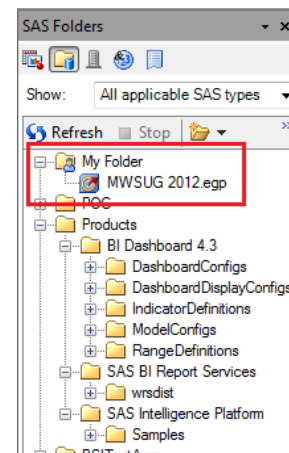 SAS Folders
Show: All applicable SAS types
Refresh Stop
My Folder
MWSUG 2012.egp
POC
Products
BI Dashboard 4.3
DashboardConfigs
DashboardDisplayConfigs
IndicatorDefinitions
ModelConfigs
RangeDefinitions
SAS BI Report Services
wrsdist
SAS Intelligence Platform
Samples